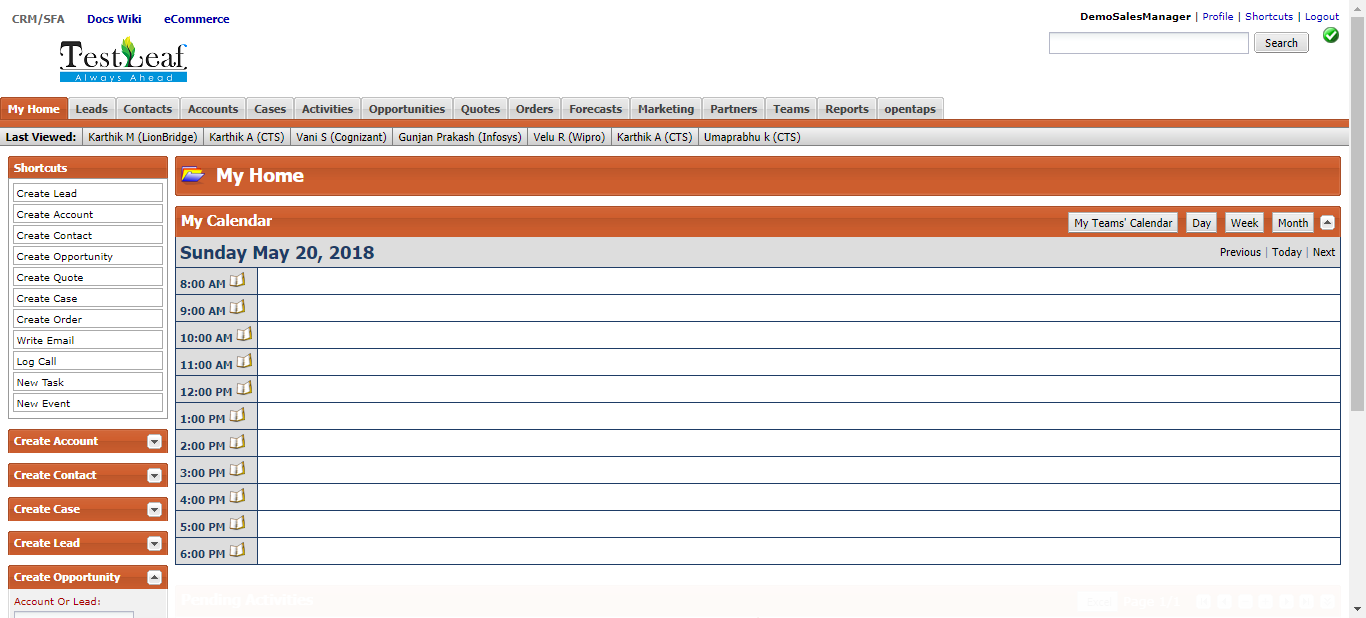 CRM/SFA Docs Wiki eCommerce
DemoSalesManager | Profile | Shortcuts | Logout
TestLeaf
Always Ahead
Search
My Home Leads Contacts Accounts Cases Activities Opportunities Quotes Orders Forecasts Marketing Partners Teams Reports opentaps
Last Viewed: Karthik M (LionBridge) Karthik A (CTS) Vani S (Cognizant) Gunjan Prakash (Infosys) Velu R (Wipro) Karthik A (CTS) Umaprabhu k (CTS)
Shortcuts
Create Lead
Create Account
Create Contact
Create Opportunity
Create Quote
Create Case
Create Order
Write Email
Log Call
New Task
New Event
Create Account
Create Contact
Create Case
Create Lead
Create Opportunity
Account Or Lead:
My Home
My Calendar
My Teams' Calendar Day Week Month
Sunday May 20, 2018
Previous | Today | Next
8:00 AM
9:00 AM
10:00 AM
11:00 AM
12:00 PM
1:00 PM
2:00 PM
3:00 PM
4:00 PM
5:00 PM
6:00 PM
Pending Activities